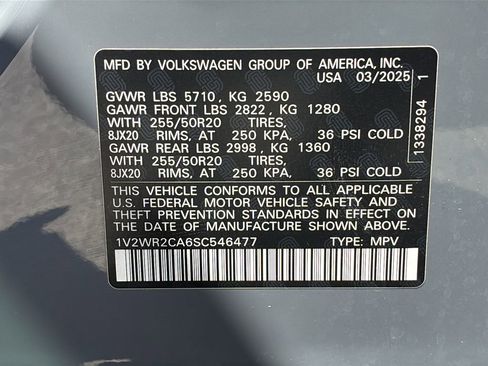 MFD BY VOLKSWAGEN GROUP OF AMERICA, INC.
USA 03/2025
GVWR LBS 5710, KG 2590
GAWR FRONT LBS 2822, KG 1280
WITH 255/50R20 TIRES,
8JX20 RIMS, AT 250 KPA, 36 PSI COLD
GAWR REAR LBS 2998, KG 1360
WITH 255/50R20 TIRES,
8JX20 RIMS, AT 250 KPA, 36 PSI COLD
THIS VEHICLE CONFORMS TO ALL APPLICABLE
U.S. FEDERAL MOTOR VEHICLE SAFETY AND
THEFT PREVENTION STANDARDS IN EFFECT
ON THE DATE OF MANUFACTURE SHOWN ABOVE.
1V2WR2CA6SC546477 TYPE: MPV
1338294 1